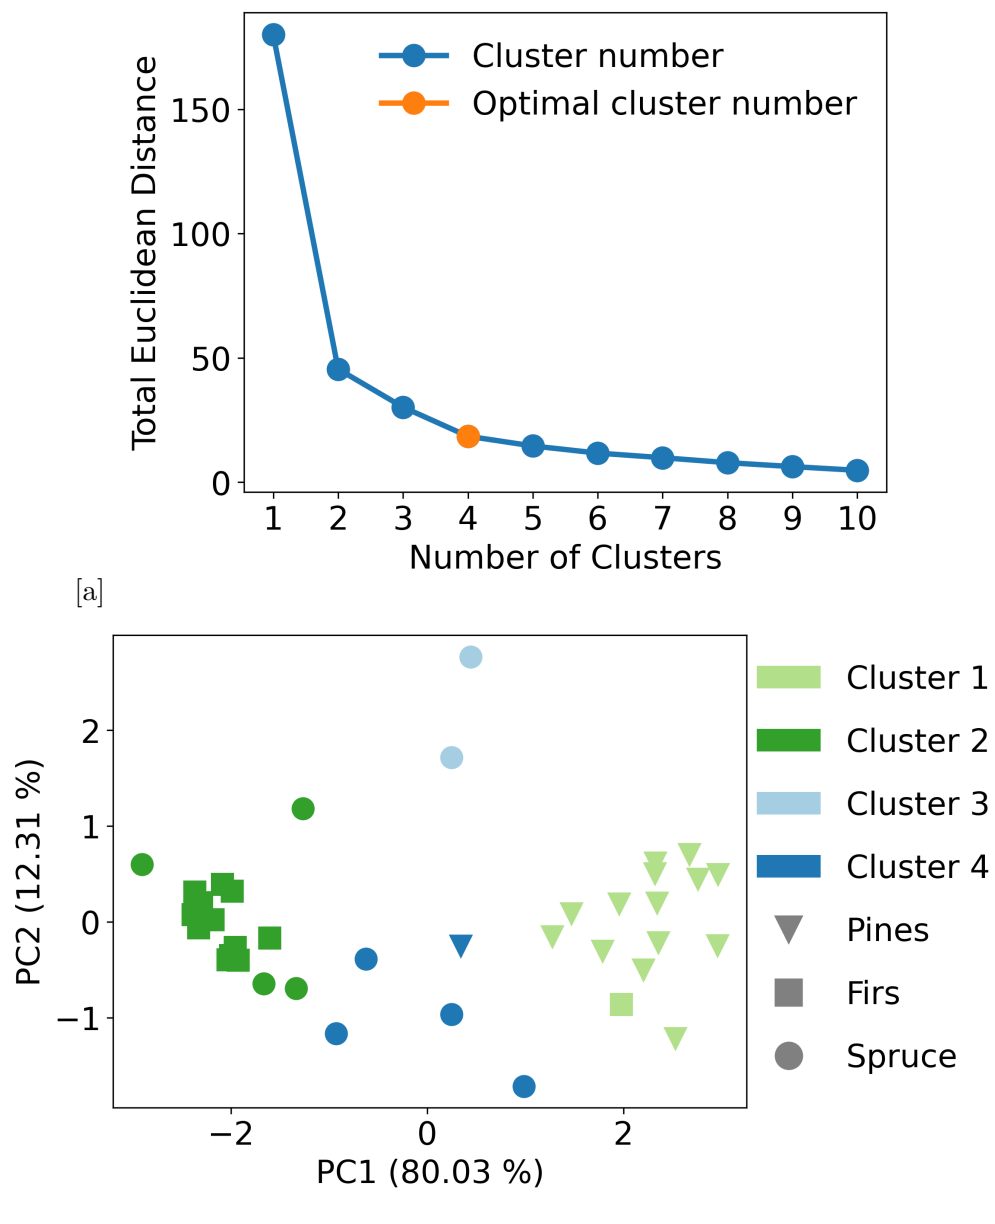 Cluster number
Optimal cluster number
Total Euclidean Distance
150
100
50
0
1 2 3 4 5 6 7 8 9 10
Number of Clusters
[a]
Cluster 1
Cluster 2
Cluster 3
Cluster 4
Pines
Firs
Spruce
PC2 (12.31 %)
2
1
0
−1
−2 0 2
PC1 (80.03 %)